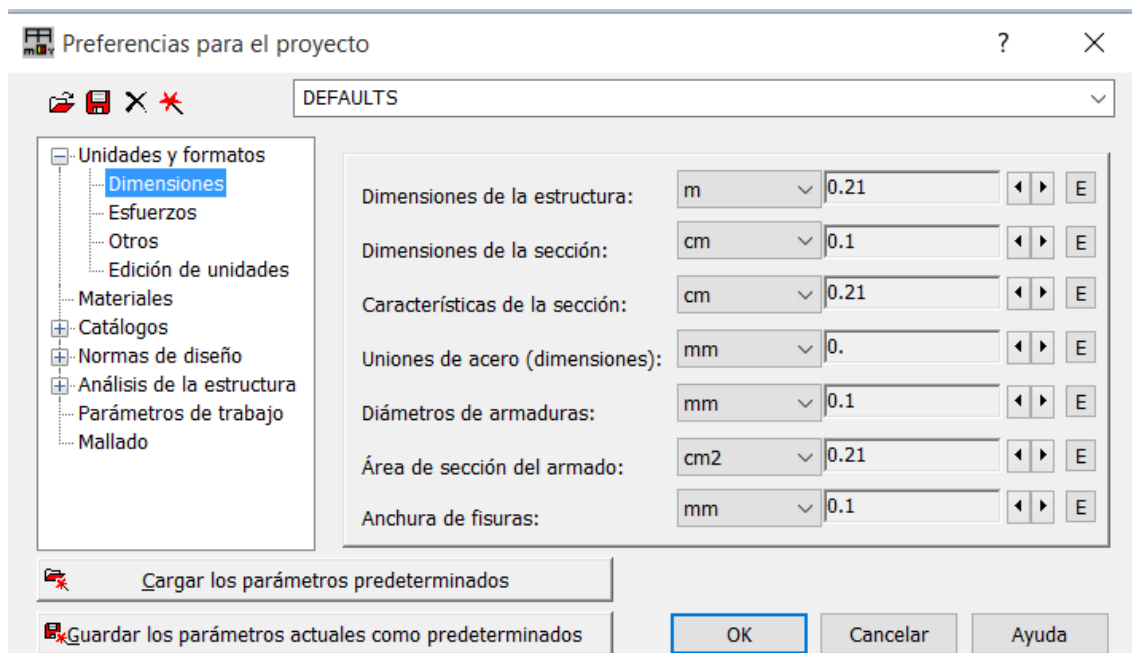 Preferencias para el proyecto ? ×
DEFAULTS
Unidades y formatos
Dimensiones
Esfuerzos
Otros
Edición de unidades
Materiales
Catálogos
Normas de diseño
Análisis de la estructura
Parámetros de trabajo
Mallado
Dimensiones de la estructura: m 0.21 E
Dimensiones de la sección: cm 0.1 E
Características de la sección: cm 0.21 E
Uniones de acero (dimensiones): mm 0. E
Diámetros de armaduras: mm 0.1 E
Área de sección del armado: cm2 0.21 E
Anchura de fisuras: mm 0.1 E
Cargar los parámetros predeterminados
Guardar los parámetros actuales como predeterminados
OK Cancelar Ayuda